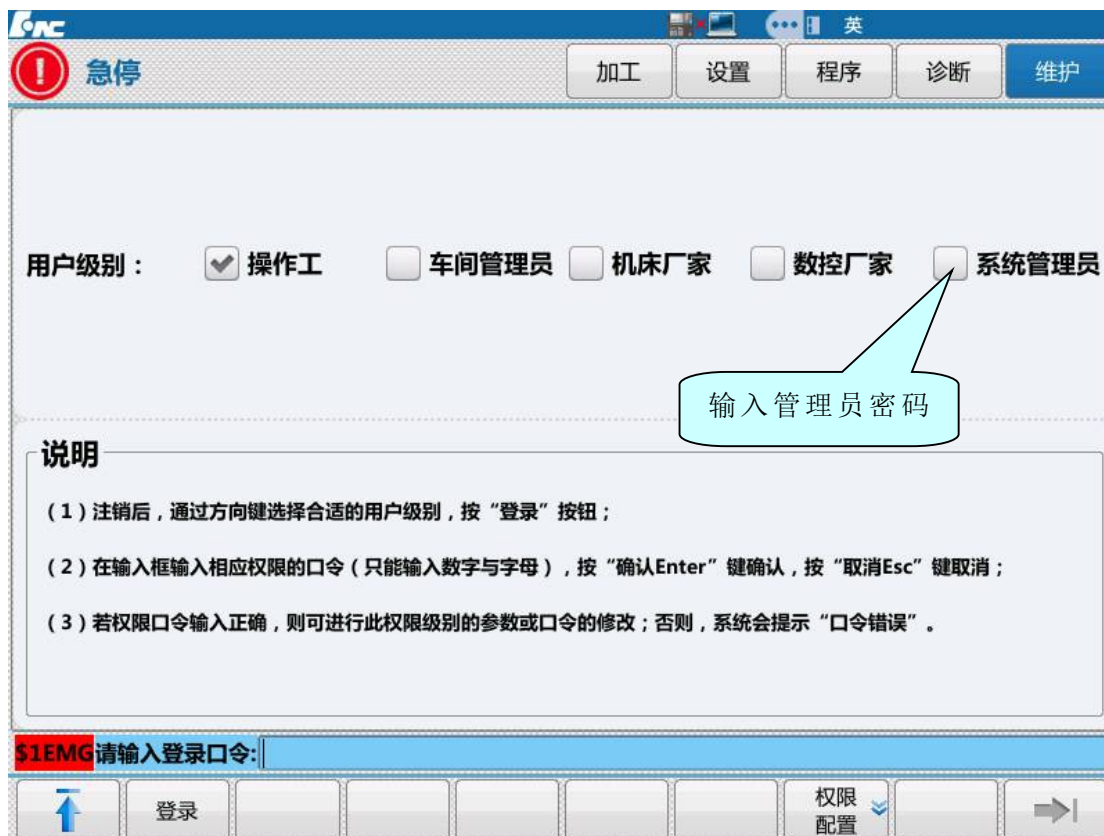 HNC 英
急停 加工 设置 程序 诊断 维护
用户级别： 操作工 车间管理员 机床厂家 数控厂家 系统管理员
输入管理员密码
说明
（1）注销后，通过方向键选择合适的用户级别，按“登录”按钮；
（2）在输入框输入相应权限的口令（只能输入数字与字母），按“确认Enter”键确认，按“取消Esc”键取消；
（3）若权限口令输入正确，则可进行此权限级别的参数或口令的修改；否则，系统会提示“口令错误”。
$1EMG请输入登录口令:
登录 权限
配置